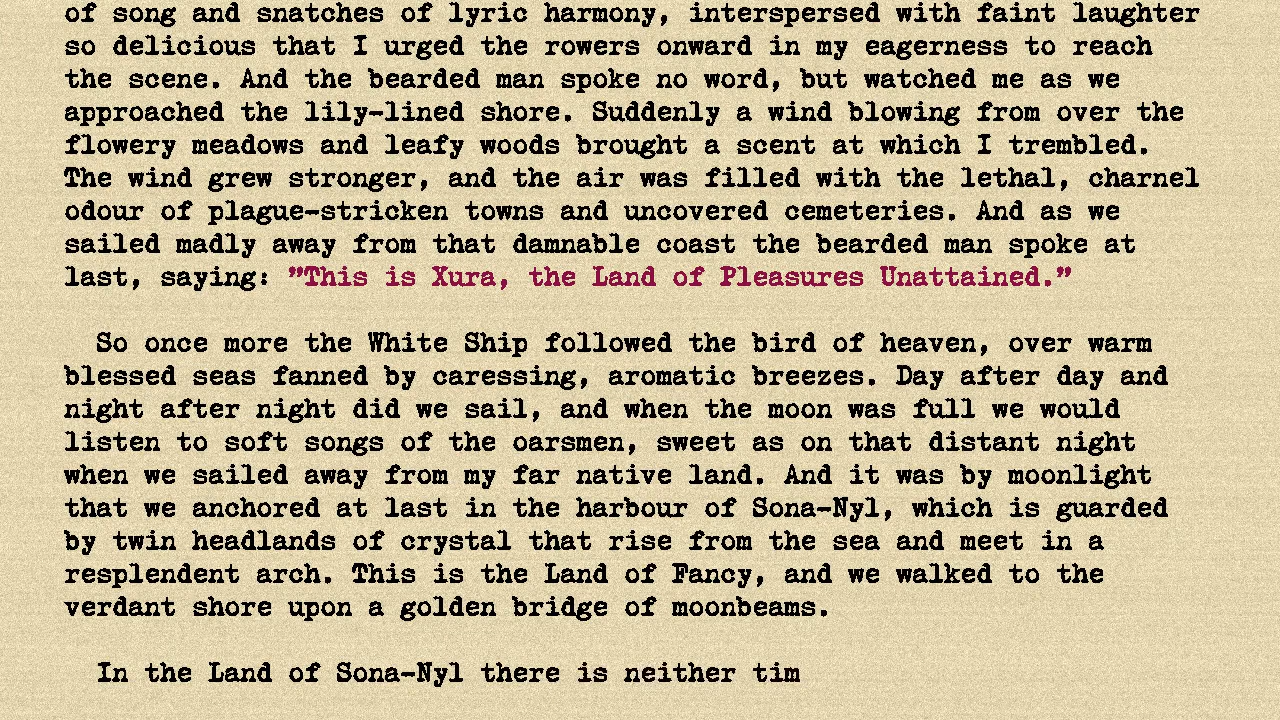 of song and snatches of lyric harmony, interspersed with faint laughter
so delicious that I urged the rowers onward in my eagerness to reach
the scene. And the bearded man spoke no word, but watched me as we
approached the lily-lined shore. Suddenly a wind blowing from over the
flowery meadows and leafy woods brought a scent at which I trembled.
The wind grew stronger, and the air was filled with the lethal, charnel
odour of plague-stricken towns and uncovered cemeteries. And as we
sailed madly away from that damnable coast the bearded man spoke at
last, saying: ”This is Xura, the Land of Pleasures Unattained.”
So once more the White Ship followed the bird of heaven, over warm
blessed seas fanned by caressing, aromatic breezes. Day after day and
night after night did we sail, and when the moon was full we would
listen to soft songs of the oarsmen, sweet as on that distant night
when we sailed away from my far native land. And it was by moonlight
that we anchored at last in the harbour of Sona-Nyl, which is guarded
by twin headlands of crystal that rise from the sea and meet in a
resplendent arch. This is the Land of Fancy, and we walked to the
verdant shore upon a golden bridge of moonbeams.
In the Land of Sona-Nyl there is neither tim